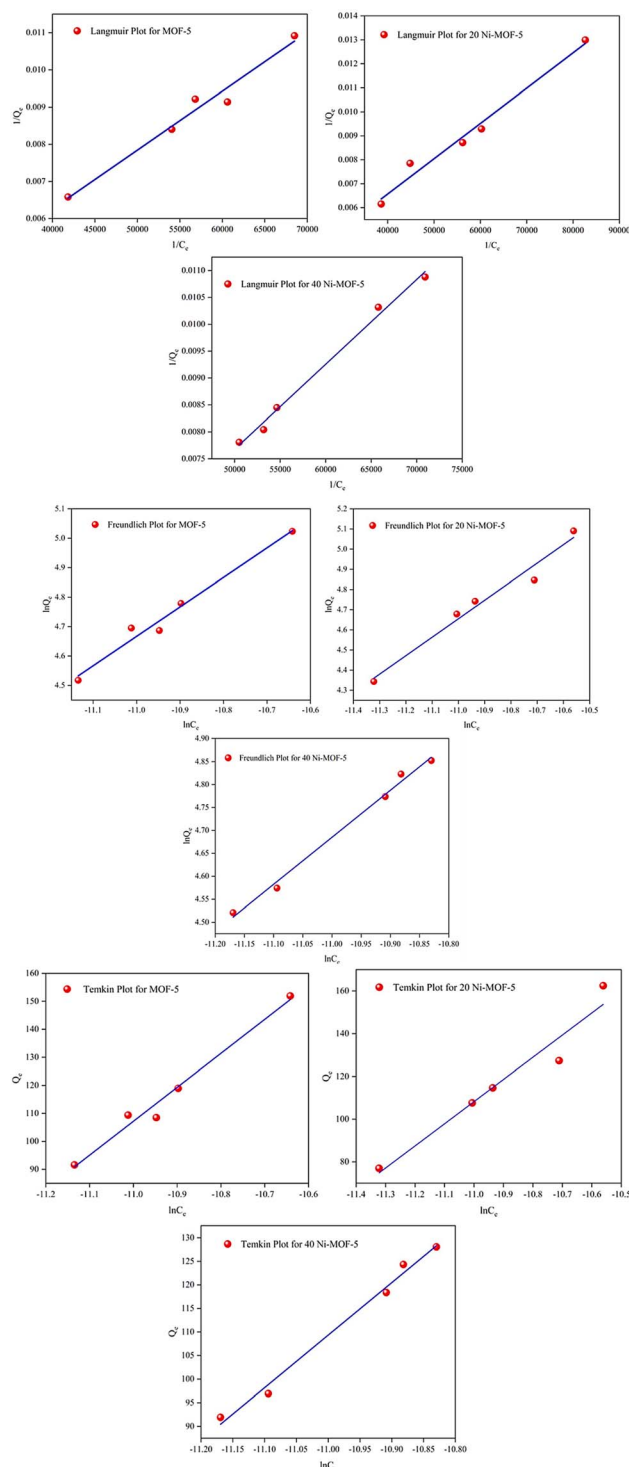 Langmuir Plot for MOF-5
1/Qe
0.011
0.010
0.009
0.008
0.007
0.006
40000 45000 50000 55000 60000 65000 70000
1/Ce
Langmuir Plot for 20 Ni-MOF-5
1/Qe
0.014
0.013
0.012
0.011
0.010
0.009
0.008
0.007
0.006
40000 50000 60000 70000 80000 90000
1/Ce
Langmuir Plot for 40 Ni-MOF-5
1/Qe
0.0110
0.0105
0.0100
0.0095
0.0090
0.0085
0.0080
0.0075
50000 55000 60000 65000 70000 75000
1/Ce
Freundlich Plot for MOF-5
lnQe
5.1
5.0
4.9
4.8
4.7
4.6
4.5
-11.1 -11.0 -10.9 -10.8 -10.7 -10.6
lnCe
Freundlich Plot for 20 Ni-MOF-5
lnQe
5.2
5.1
5.0
4.9
4.8
4.7
4.6
4.5
4.4
4.3
-11.4 -11.3 -11.2 -11.1 -11.0 -10.9 -10.8 -10.7 -10.6 -10.5
lnCe
Freundlich Plot for 40 Ni-MOF-5
lnQe
4.90
4.85
4.80
4.75
4.70
4.65
4.60
4.55
4.50
-11.20 -11.15 -11.10 -11.05 -11.00 -10.95 -10.90 -10.85 -10.80
lnCe
Temkin Plot for MOF-5
Qe
160
150
140
130
120
110
100
90
-11.2 -11.1 -11.0 -10.9 -10.8 -10.7 -10.6
lnCe
Temkin Plot for 20 Ni-MOF-5
Qe
160
140
120
100
80
-11.4 -11.3 -11.2 -11.1 -11.0 -10.9 -10.8 -10.7 -10.6 -10.5
lnCe
Temkin Plot for 40 Ni-MOF-5
Qe
130
125
120
115
110
105
100
95
90
-11.20 -11.15 -11.10 -11.05 -11.00 -10.95 -10.90 -10.85 -10.80
lnC